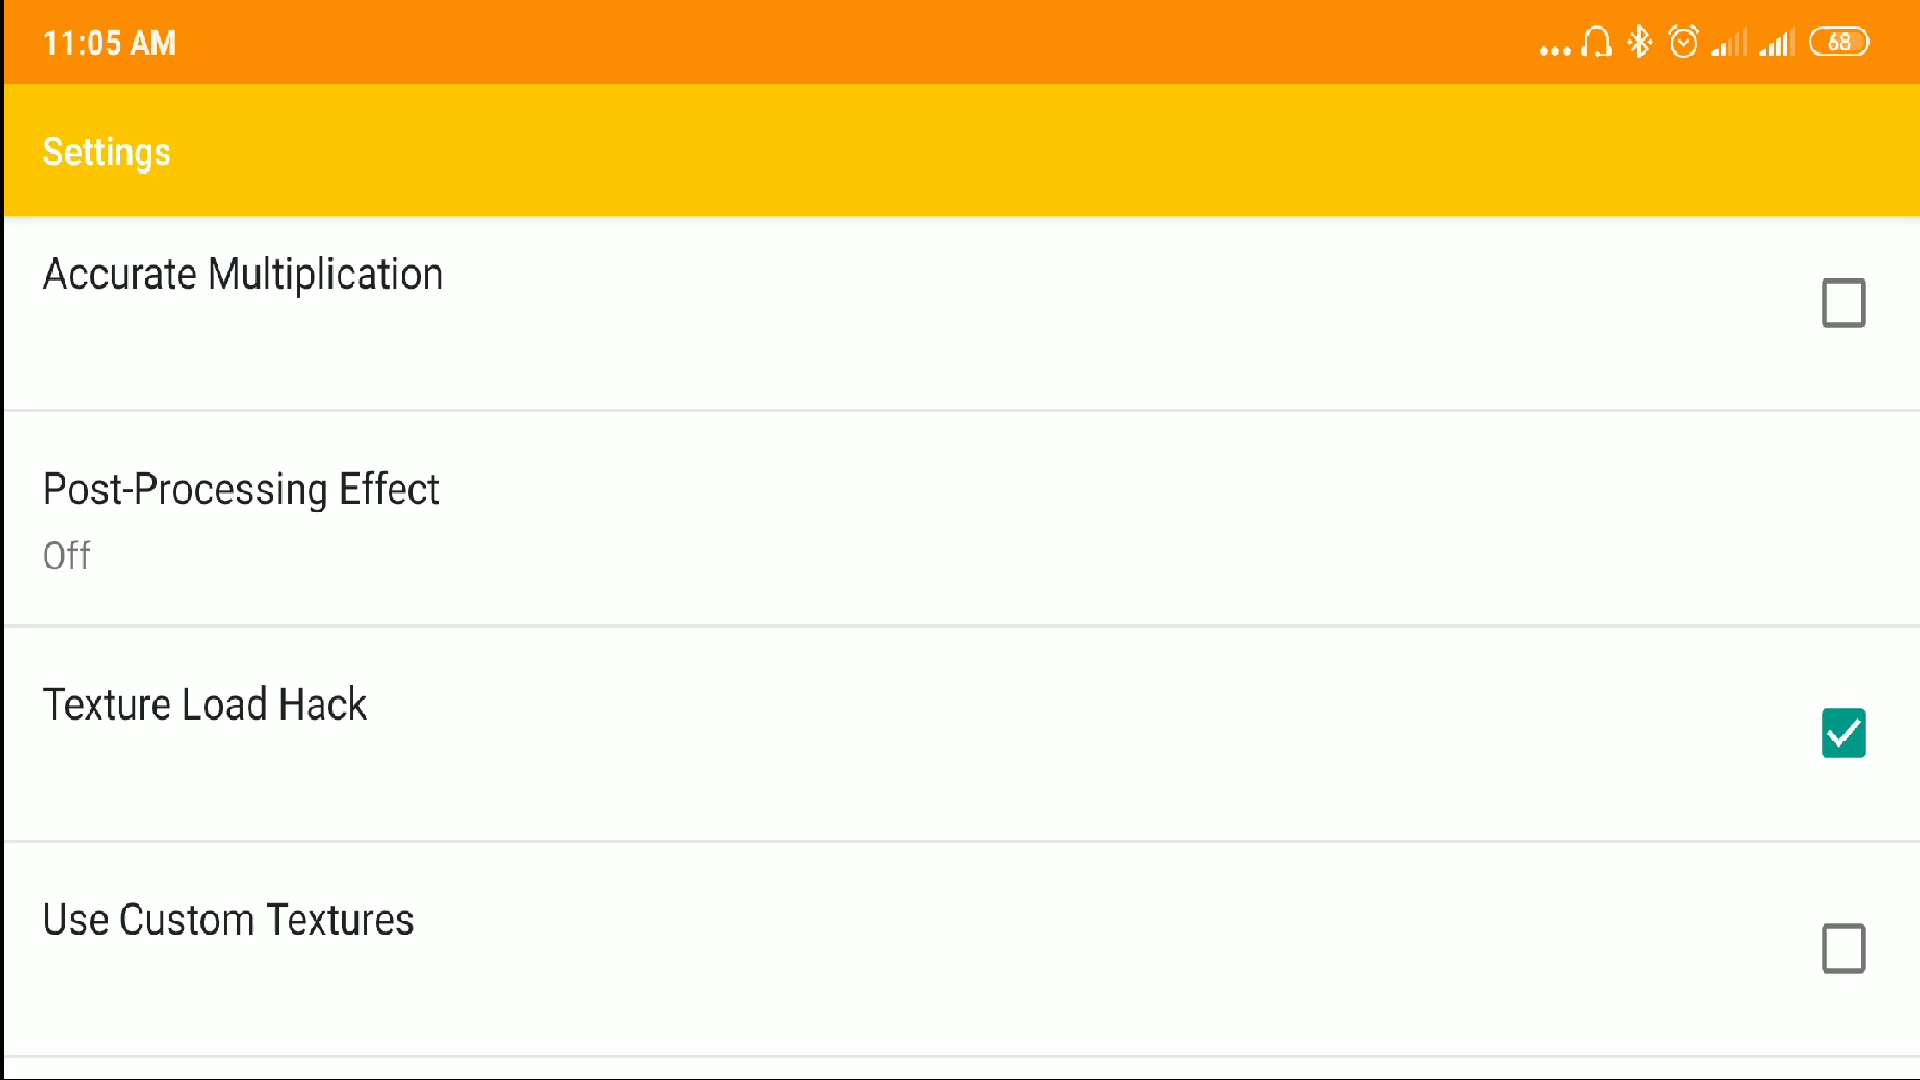 11:05 AM
68
Settings
Accurate Multiplication
Post-Processing Effect
Off
Texture Load Hack
Use Custom Textures